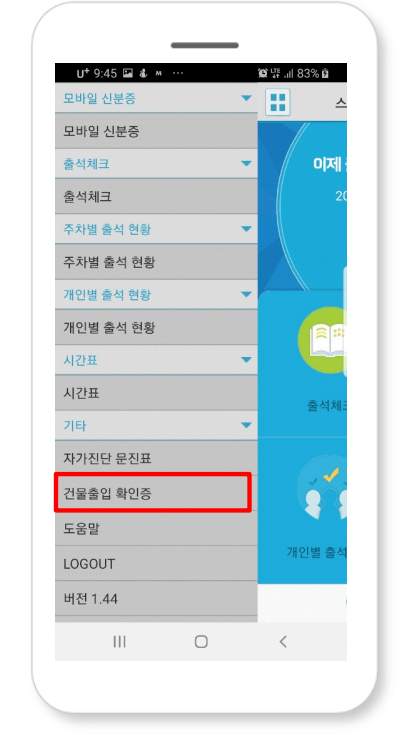 U+ 9:45
LTE 83%
모바일 신분증
모바일 신분증
출석체크
출석체크
주차별 출석 현황
주차별 출석 현황
개인별 출석 현황
개인별 출석 현황
시간표
시간표
기타
자가진단 문진표
건물출입 확인증
도움말
LOGOUT
버전 1.44
스
이제
20
출석체크
개인별 출석